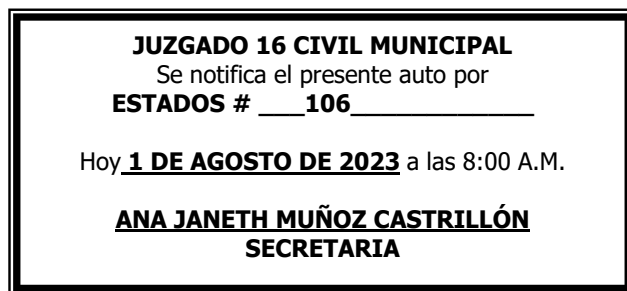 JUZGADO 16 CIVIL MUNICIPAL
Se notifica el presente auto por
ESTADOS # ___106____________
Hoy 1 DE AGOSTO DE 2023 a las 8:00 A.M.
ANA JANETH MUÑOZ CASTRILLÓN
SECRETARIA